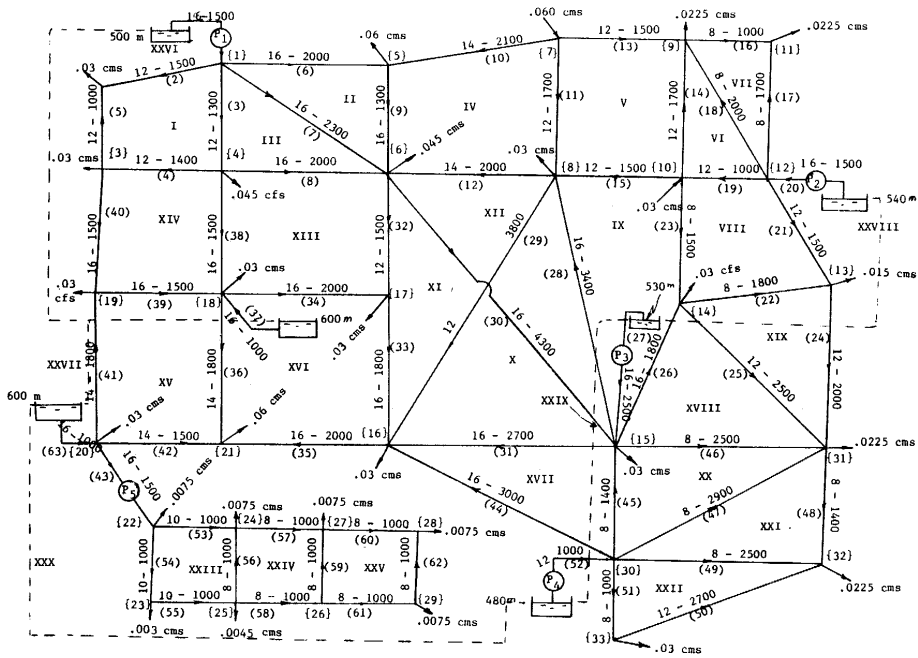 16-1500
500 m
XXVI
P1
{1}
.06 cms
{5}
14 - 2100
(10)
.060 cms
{7}
12 - 1500
(13)
.0225 cms
{9}
8 - 1000
(16)
.0225 cms
{11}
.03 cms
12 - 1500
(2)
16 - 2000
(6)
12 - 1000
(5)
I
12 - 1300
(3)
II
16 - 2300
(7)
III
16 - 1300
(9)
IV
12 - 1700
(11)
V
12 - 1700
(14)
(18)
8 - 2000
VI
VII
8 - 1700
(17)
.03 cms
{3}
12 - 1400
(4)
{4}
.045 cfs
16 - 2000
(8)
{6}
.045 cms
14 - 2000
(12)
.03 cms
{8}
12 - 1500
(15)
{10}
.03 cms
12 - 1000
(19)
{12}
16 - 1500
(20)
P2
540 m
XXVIII
(40)
16 - 1500
XIV
(38)
16 - 1500
XIII
(32)
12 - 1500
XII
3800
(29)
12
(28)
16 - 3400
IX
(23)
8 - 1500
VIII
12 - 1500
(21)
.03 cfs
{19}
16 - 1500
(39)
{18}
.03 cms
16 - 2000
(34)
{17}
XI
(30)
16 - 4300
530 m
(27)
.03 cfs
{14}
8 - 1800
(22)
{13}
.015 cms
(37)
16
1000
600 m
.03 cms
XXVII
14 - 1800
(41)
XV
14 - 1800
(36)
XVI
16 - 2000
(33)
X
P3
16 - 2500
16 - 1800
(26)
XIX
(24)
12 - 2000
12 - 2500
(25)
XVIII
600 m
16-1000
(63)
{20}
.03 cms
14 - 1500
(42)
.06 cms
{21}
16 - 2000
(35)
{16}
.03 cms
16 - 2700
(31)
XXIX
{15}
.03 cms
8 - 2500
(46)
.0225 cms
{31}
(43)
16 - 1500
P5
.0075 cms
{22}
16 - 3000
(44)
XVII
8 - 1400
(45)
XX
8 - 2900
(47)
XXI
8 - 1400
(48)
10 - 1000
(53)
.0075 cms
{24}
8 - 1000
(57)
.0075 cms
{27}
8 - 1000
(60)
{28}
.0075 cms
XXX
10 - 1000
(54)
XXIII
8 - 1000
(56)
XXIV
8 - 1000
(59)
XXV
8 - 1000
(62)
12
1000
(52)
P4
480m
{30}
8 - 2500
(49)
{32}
.0225 cms
{23}
10 - 1000
(55)
.003 cms
{25}
8 - 1000
(58)
.0045 cms
{26}
8 - 1000
(61)
{29}
.0075 cms
8 - 1000
(51)
XXII
12 - 2700
(50)
{33}
.03 cms